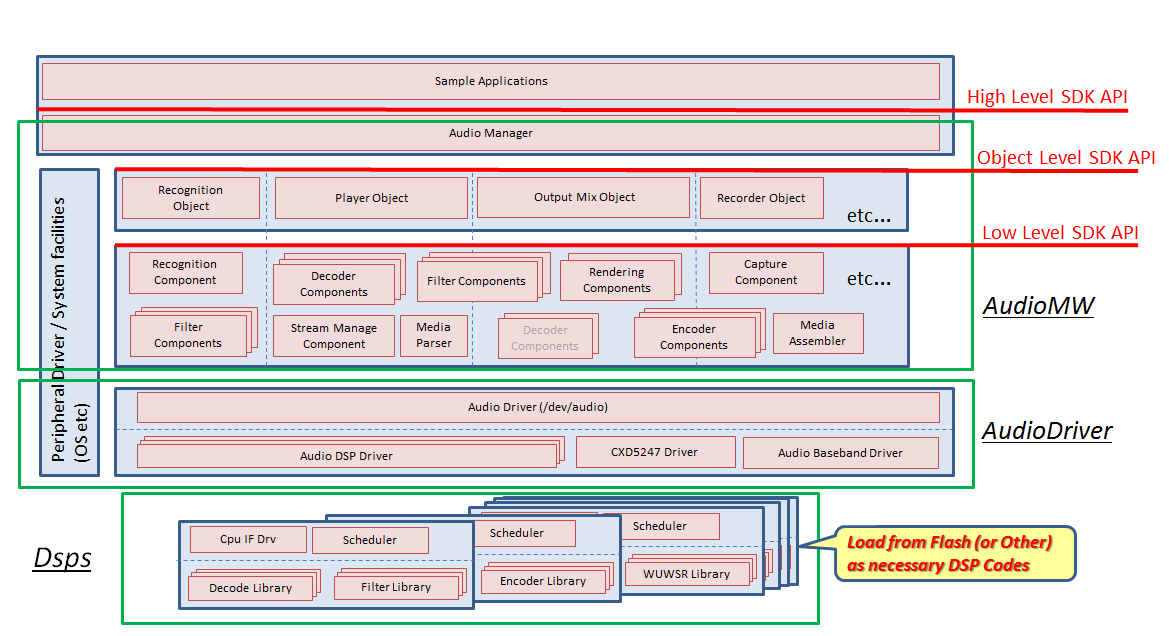 Sample Applications
High Level SDK API
Audio Manager
Object Level SDK API
Recognition
Object
Player Object
Output Mix Object
Recorder Object
etc...
Low Level SDK API
Recognition
Component
Decoder
Components
Filter Components
Rendering
Components
Capture
Component
etc...
Filter
Components
Stream Manage
Component
Media
Parser
Decoder
Components
Encoder
Components
Media
Assembler
AudioMW
Peripheral Driver / System facilities
(OS etc)
Audio Driver (/dev/audio)
Audio DSP Driver
CXD5247 Driver
Audio Baseband Driver
AudioDriver
Cpu IF Drv
Scheduler
Scheduler
Scheduler
Decode Library
Filter Library
Encoder Library
WUWSR Library
Dsps
Load from Flash (or Other)
as necessary DSP Codes